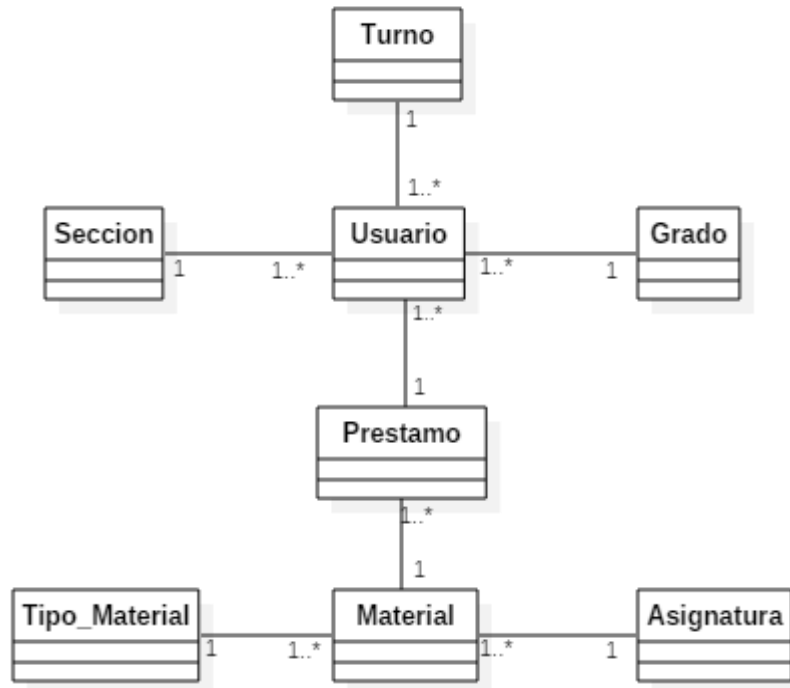 Turno
1
1..*
Seccion
Usuario
Grado
1
1..*
1..*
1
1..*
1
Prestamo
1..*
1
Tipo_Material
Material
Asignatura
1
1..*
1..*
1